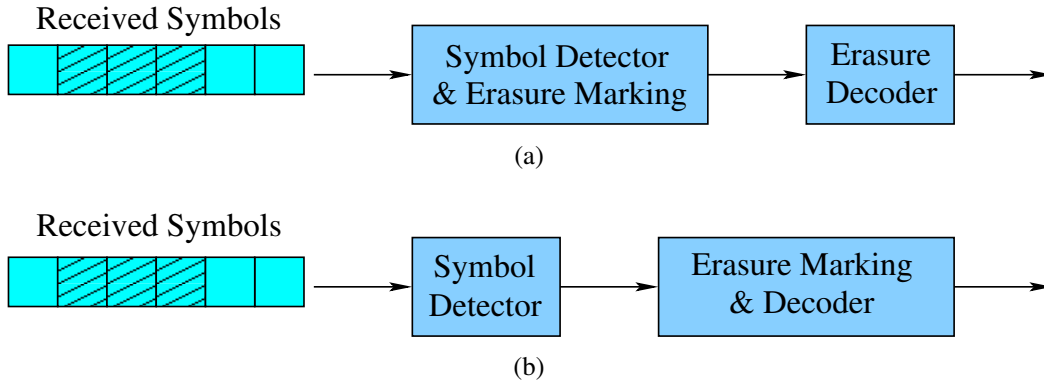 Received Symbols
Symbol Detector
& Erasure Marking
Erasure
Decoder
(a)
Received Symbols
Symbol
Detector
Erasure Marking
& Decoder
(b)